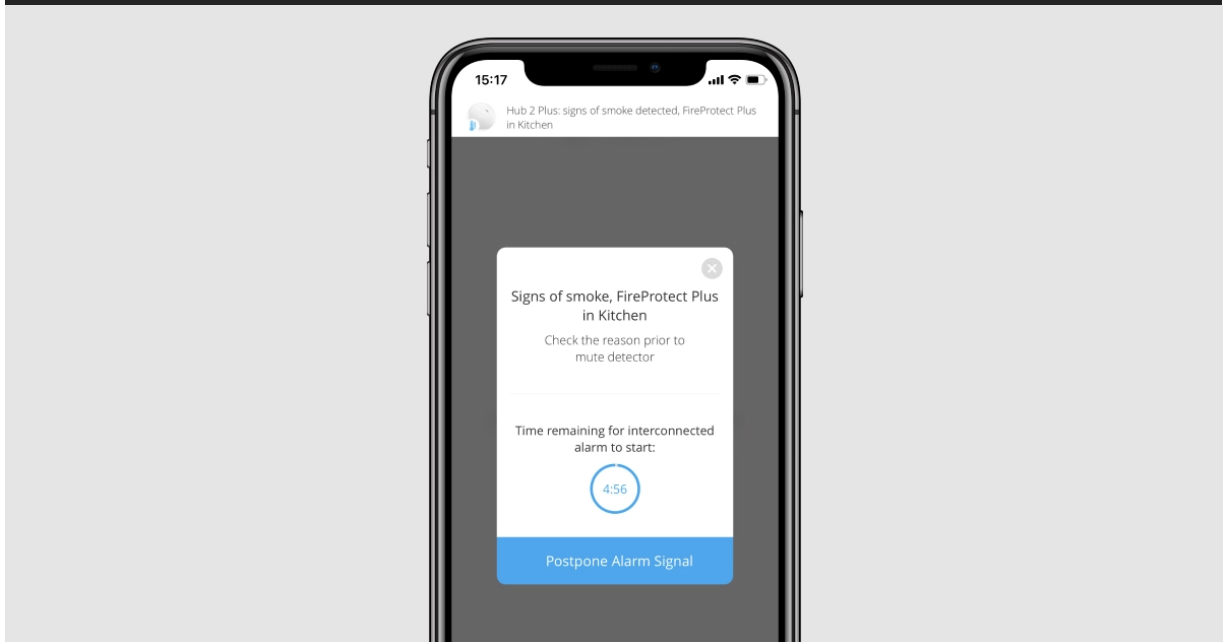 15:17
Hub 2 Plus: signs of smoke detected, FireProtect Plus
in Kitchen
Signs of smoke, FireProtect Plus
in Kitchen
Check the reason prior to
mute detector
Time remaining for interconnected
alarm to start:
4:56
Postpone Alarm Signal